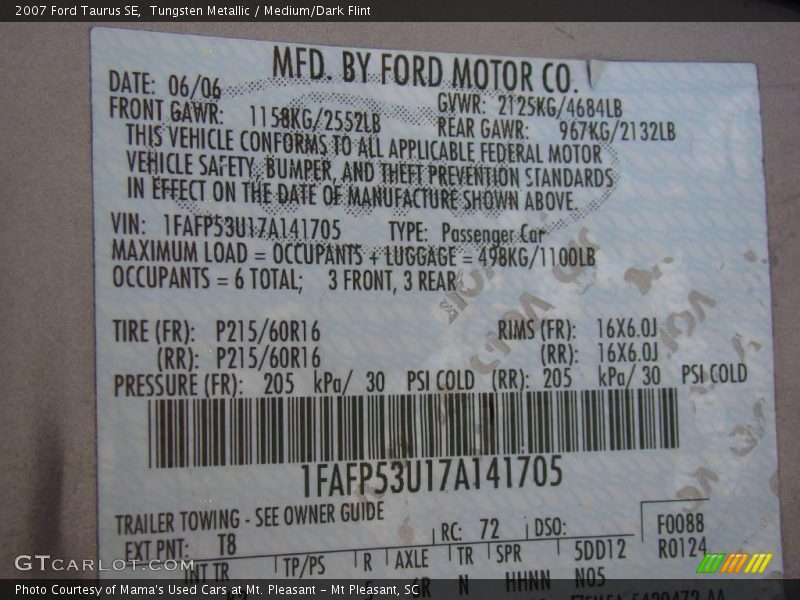 2007 Ford Taurus SE, Tungsten Metallic / Medium/Dark Flint
MFD. BY FORD MOTOR CO.
DATE: 06/06 GVWR: 2125KG/4684LB
FRONT GAWR: 1158KG/2552LB REAR GAWR: 967KG/2132LB
THIS VEHICLE CONFORMS TO ALL APPLICABLE FEDERAL MOTOR
VEHICLE SAFETY, BUMPER, AND THEFT PREVENTION STANDARDS
IN EFFECT ON THE DATE OF MANUFACTURE SHOWN ABOVE.
VIN: 1FAFP53U17A141705 TYPE: Passenger Car
MAXIMUM LOAD = OCCUPANTS + LUGGAGE = 498KG/1100LB
OCCUPANTS = 6 TOTAL; 3 FRONT, 3 REAR
TIRE (FR): P215/60R16 RIMS (FR): 16X6.0J
(RR): P215/60R16 (RR): 16X6.0J
PRESSURE (FR): 205 kPa/ 30 PSI COLD (RR): 205 kPa/ 30 PSI COLD
1FAFP53U17A141705
TRAILER TOWING - SEE OWNER GUIDE
EXT PNT: T8 RC: 72 DSO: F0088
INT TR TP/PS R AXLE TR SPR 5DD12 R0124
N HHNN N05
GTCARLOT.COM
Photo Courtesy of Mama's Used Cars at Mt. Pleasant - Mt Pleasant, SC